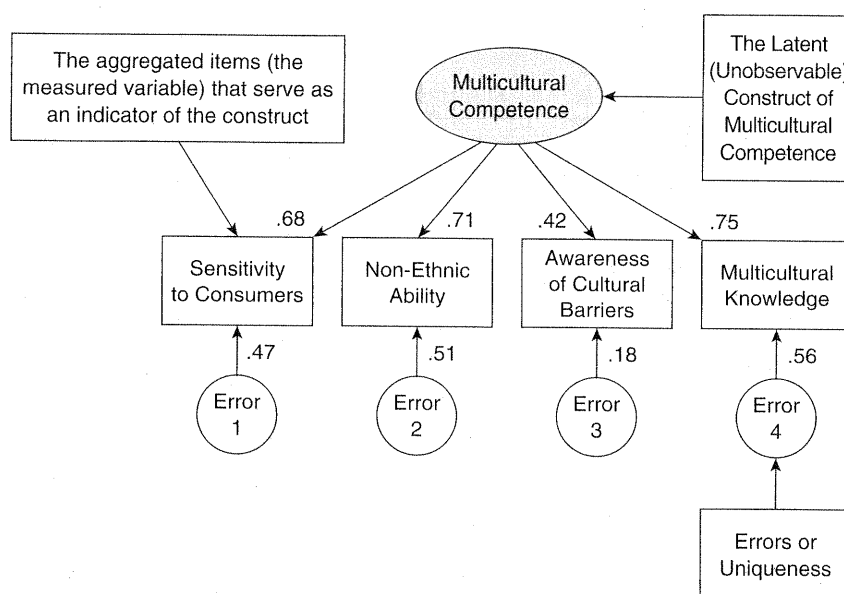 The aggregated items (the
measured variable) that serve as
an indicator of the construct
Multicultural
Competence
The Latent
(Unobservable)
Construct of
Multicultural
Competence
.68
.71
.42
.75
Sensitivity
to Consumers
Non-Ethnic
Ability
Awareness
of Cultural
Barriers
Multicultural
Knowledge
.47
.51
.18
.56
Error
1
Error
2
Error
3
Error
4
Errors or
Uniqueness